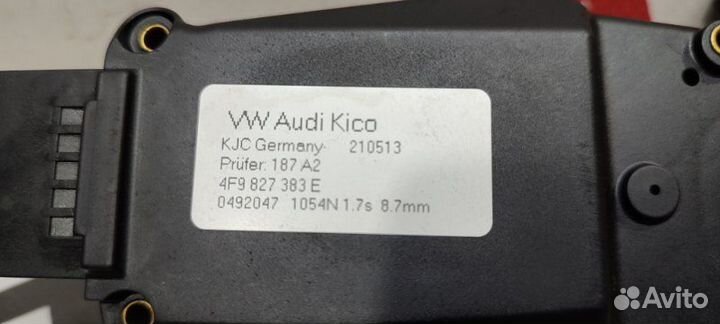 VW Audi Kico
KJC Germany 210513
Prüfer: 187 A2
4F9 827 383 E
0492047 1054N 1.7s 8.7mm
Avito